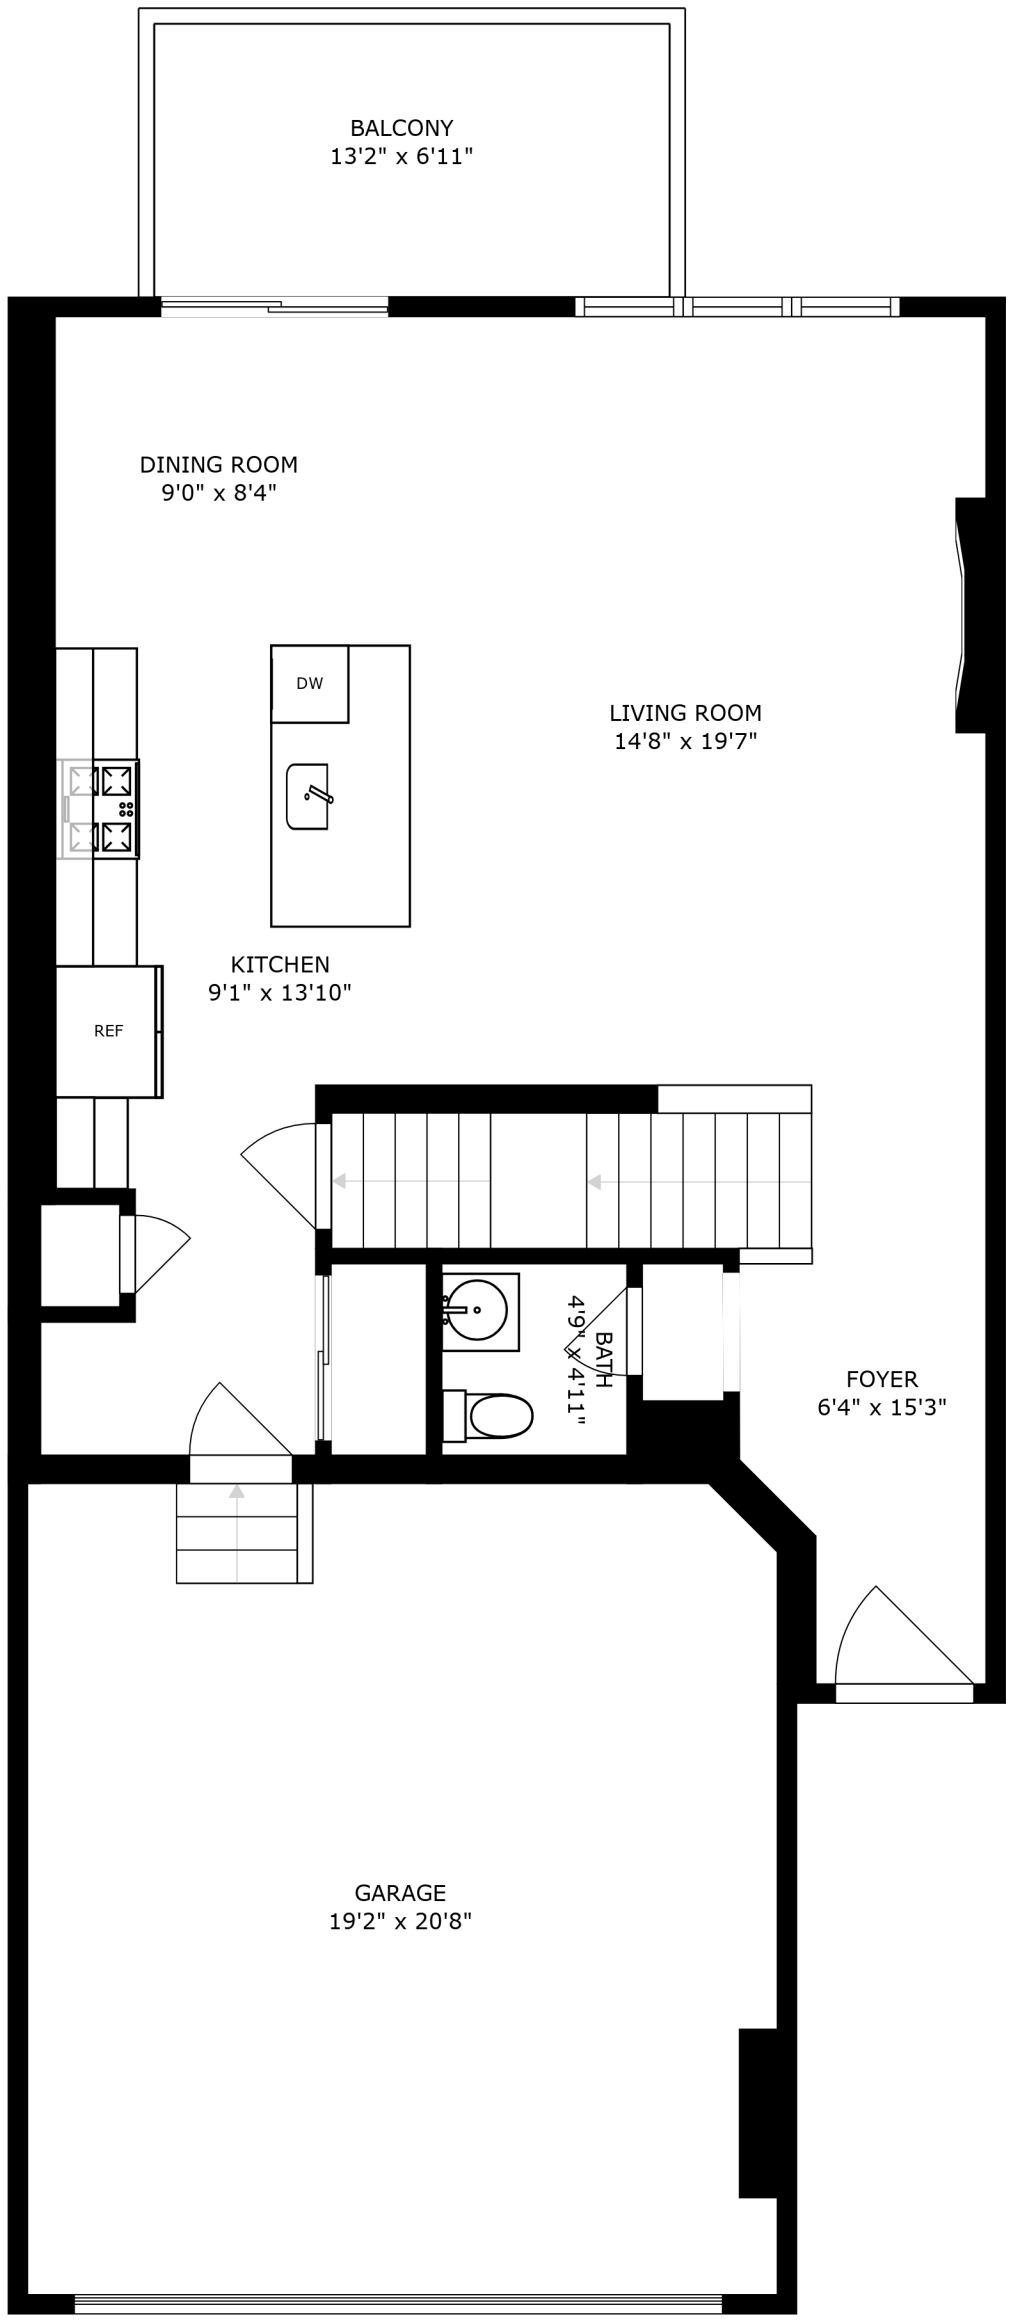 BALCONY
13'2" x 6'11"
DINING ROOM
9'0" x 8'4"
DW
LIVING ROOM
14'8" x 19'7"
KITCHEN
9'1" x 13'10"
REF
BATH
4'9" x 4'11"
FOYER
6'4" x 15'3"
GARAGE
19'2" x 20'8"